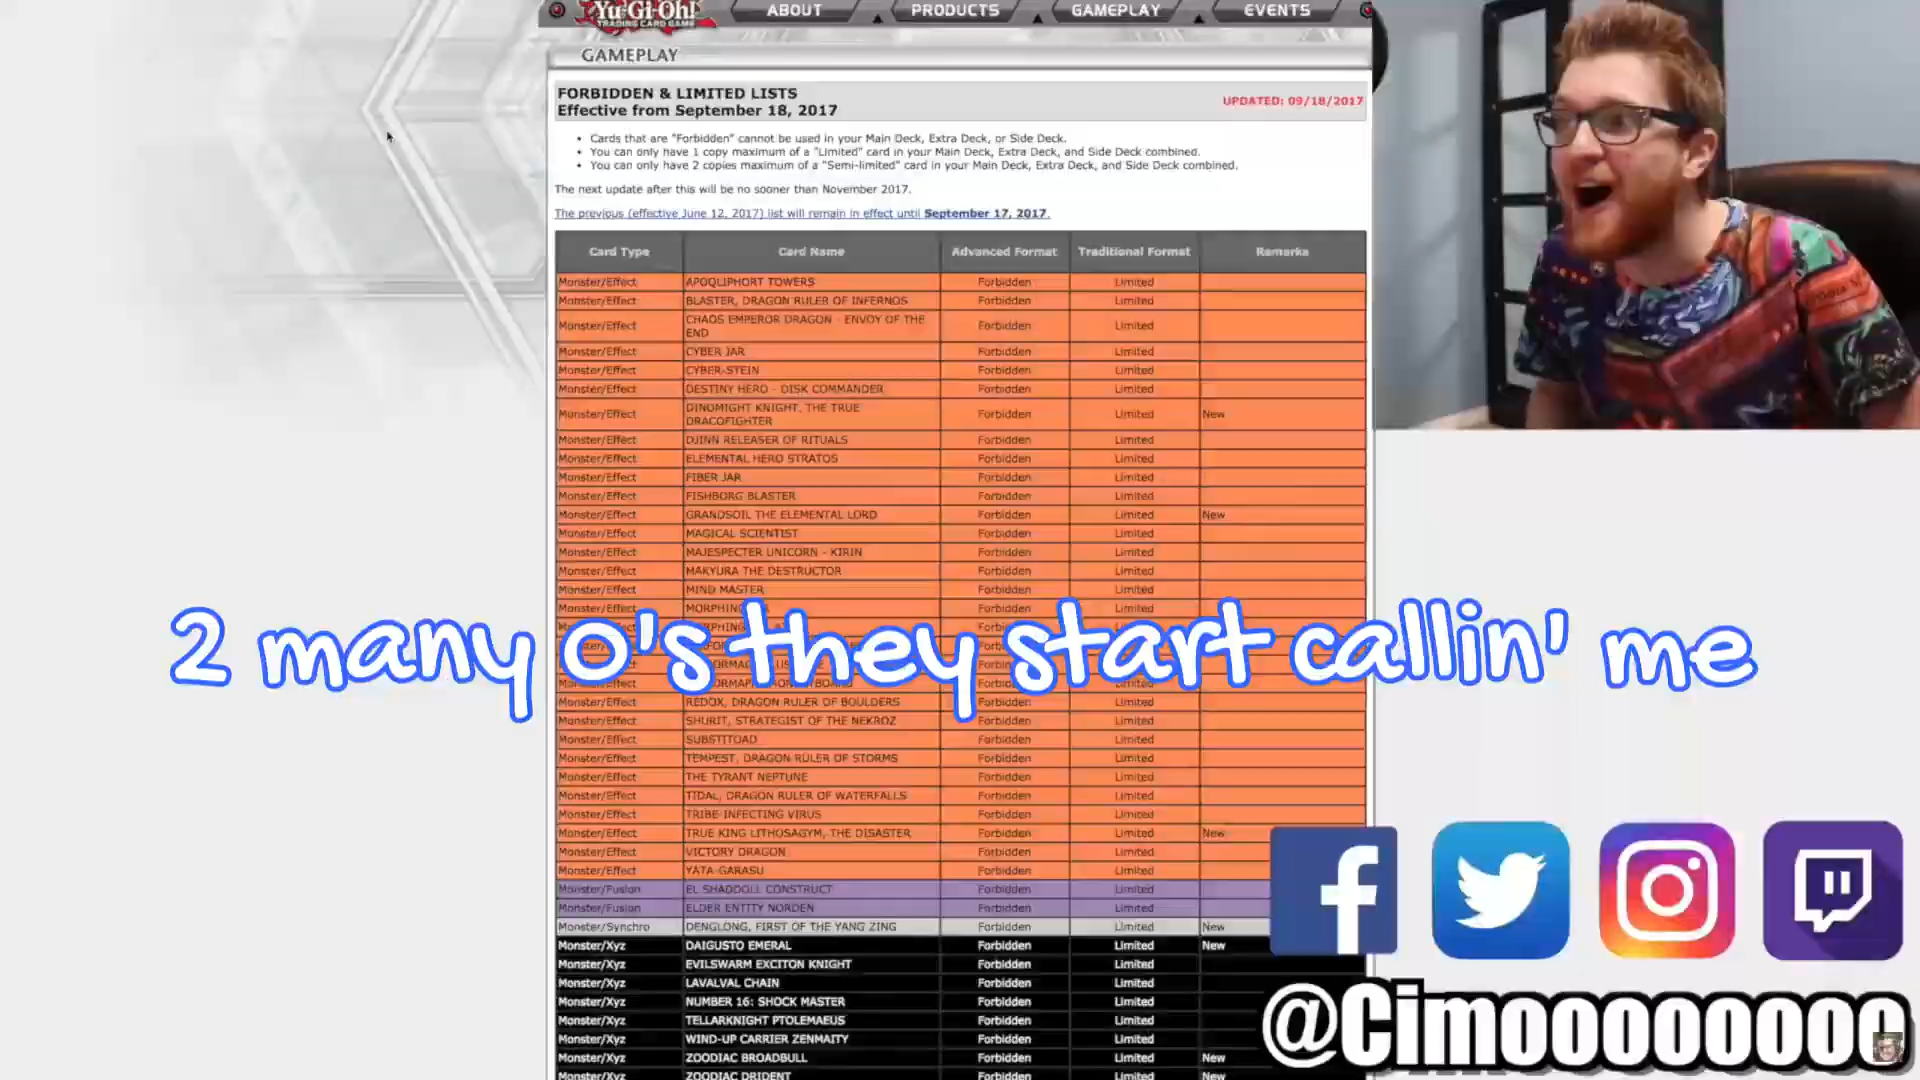 Yu-Gi-Oh!
TRADING CARD GAME
ABOUT
PRODUCTS
GAMEPLAY
EVENTS
GAMEPLAY
FORBIDDEN & LIMITED LISTS
Effective from September 18, 2017
UPDATED: 09/18/2017
• Cards that are "Forbidden" cannot be used in your Main Deck, Extra Deck, or Side Deck.
• You can only have 1 copy maximum of a "Limited" card in your Main Deck, Extra Deck, and Side Deck combined.
• You can only have 2 copies maximum of a "Semi-limited" card in your Main Deck, Extra Deck, and Side Deck combined.
The next update after this will be no sooner than November 2017.
The previous (effective June 12, 2017) list will remain in effect until September 17, 2017.
Card Type Card Name Advanced Format Traditional Format Remarks
Monster/Effect APOQLIPHORT TOWERS Forbidden Limited
Monster/Effect BLASTER, DRAGON RULER OF INFERNOS Forbidden Limited
Monster/Effect CHAOS EMPEROR DRAGON - ENVOY OF THE END Forbidden Limited
Monster/Effect CYBER JAR Forbidden Limited
Monster/Effect CYBER-STEIN Forbidden Limited
Monster/Effect DESTINY HERO - DISK COMMANDER Forbidden Limited
Monster/Effect DINOMIGHT KNIGHT, THE TRUE DRACOFIGHTER Forbidden Limited New
Monster/Effect DJINN RELEASER OF RITUALS Forbidden Limited
Monster/Effect ELEMENTAL HERO STRATOS Forbidden Limited
Monster/Effect FIBER JAR Forbidden Limited
Monster/Effect FISHBORG BLASTER Forbidden Limited
Monster/Effect GRANDSOIL THE ELEMENTAL LORD Forbidden Limited New
Monster/Effect MAGICAL SCIENTIST Forbidden Limited
Monster/Effect MAJESPECTER UNICORN - KIRIN Forbidden Limited
Monster/Effect MAKYURA THE DESTRUCTOR Forbidden Limited
Monster/Effect MIND MASTER Forbidden Limited
Monster/Effect Forbidden Limited
2 many O's they start callin' me
Monster/Effect REDOX, DRAGON RULER OF BOULDERS Forbidden Limited
Monster/Effect SHURIT, STRATEGIST OF THE NEKROZ Forbidden Limited
Monster/Effect SUBSTITOAD Forbidden Limited
Monster/Effect TEMPEST, DRAGON RULER OF STORMS Forbidden Limited
Monster/Effect THE TYRANT NEPTUNE Forbidden Limited
Monster/Effect TIDAL, DRAGON RULER OF WATERFALLS Forbidden Limited
Monster/Effect TRIBE-INFECTING VIRUS Forbidden Limited
Monster/Effect TRUE KING LITHOSAGYM, THE DISASTER Forbidden Limited New
Monster/Effect VICTORY DRAGON Forbidden Limited
Monster/Effect YATA-GARASU Forbidden Limited
Monster/Fusion EL SHADDOLL CONSTRUCT Forbidden Limited
Monster/Fusion ELDER ENTITY NORDEN Forbidden Limited
Monster/Synchro DENGLONG, FIRST OF THE YANG ZING Forbidden Limited New
Monster/Xyz DAIGUSTO EMERAL Forbidden Limited New
Monster/Xyz EVILSWARM EXCITON KNIGHT Forbidden Limited
Monster/Xyz LAVALVAL CHAIN Forbidden Limited
Monster/Xyz NUMBER 16: SHOCK MASTER Forbidden Limited
Monster/Xyz TELLARKNIGHT PTOLEMAEUS Forbidden Limited
Monster/Xyz WIND-UP CARRIER ZENMAITY Forbidden Limited
Monster/Xyz ZOODIAC BROADBULL Forbidden Limited New
Monster/Xyz ZOODIAC DRIDENT Forbidden Limited New
@Cimooooooooo